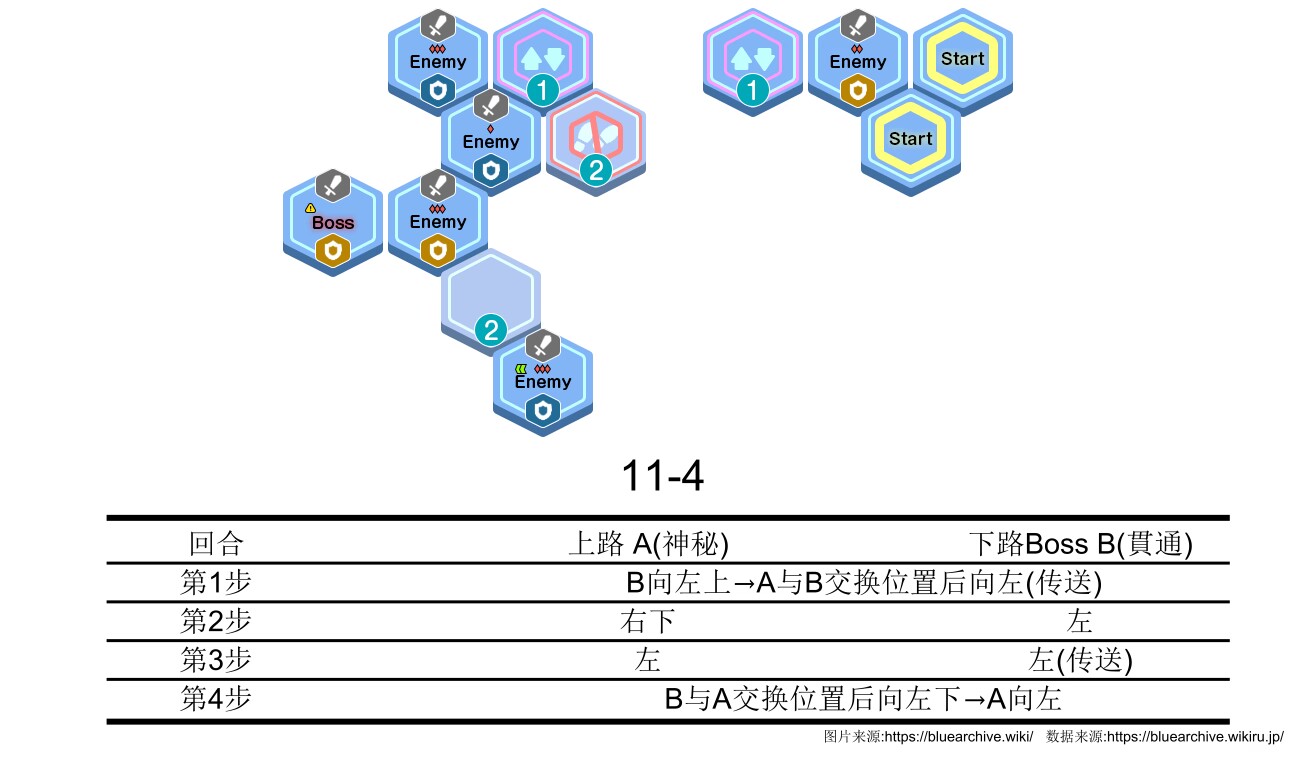 Enemy
1
1
Enemy
Start
Enemy
2
Start
Boss
Enemy
2
Enemy
11-4
回合 上路 A(神秘) 下路Boss B(貫通)
第1步 B向左上→A与B交换位置后向左(传送)
第2步 右下 左
第3步 左 左(传送)
第4步 B与A交换位置后向左下→A向左
图片来源:https://bluearchive.wiki/ 数据来源:https://bluearchive.wikiru.jp/